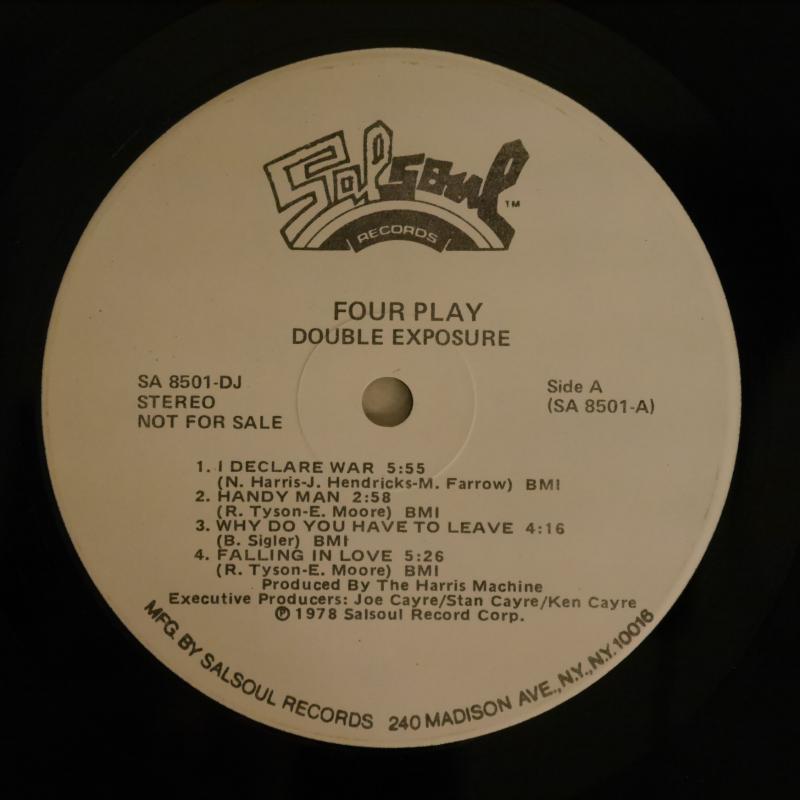 Salsoul TM
RECORDS
FOUR PLAY
DOUBLE EXPOSURE
SA 8501-DJ
STEREO
NOT FOR SALE
Side A
(SA 8501-A)
1. I DECLARE WAR 5:55
(N. Harris-J. Hendricks-M. Farrow) BMI
2. HANDY MAN 2:58
(R. Tyson-E. Moore) BMI
3. WHY DO YOU HAVE TO LEAVE 4:16
(B. Sigler) BMI
4. FALLING IN LOVE 5:26
(R. Tyson-E. Moore) BMI
Produced By The Harris Machine
Executive Producers: Joe Cayre/Stan Cayre/Ken Cayre
℗ 1978 Salsoul Record Corp.
MFG. BY SALSOUL RECORDS 240 MADISON AVE., N.Y., N.Y. 10016